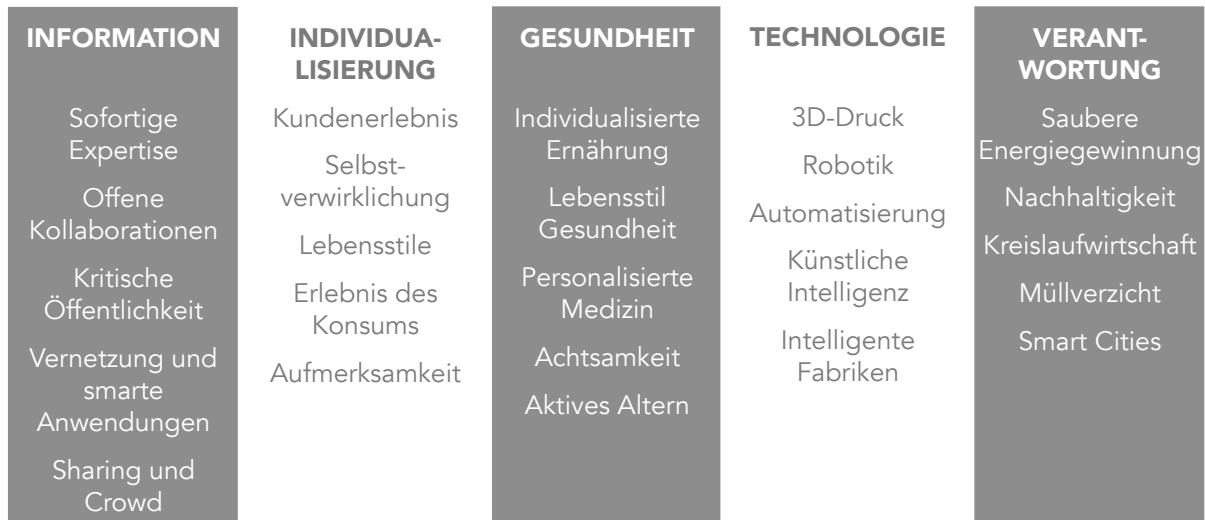 INFORMATION
Sofortige
Expertise
Offene
Kollaborationen
Kritische
Öffentlichkeit
Vernetzung und
smarte
Anwendungen
Sharing und
Crowd
INDIVIDUA-
LISIERUNG
Kundenerlebnis
Selbst-
verwirklichung
Lebensstile
Erlebnis des
Konsums
Aufmerksamkeit
GESUNDHEIT
Individualisierte
Ernährung
Lebensstil
Gesundheit
Personalisierte
Medizin
Achtsamkeit
Aktives Altern
TECHNOLOGIE
3D-Druck
Robotik
Automatisierung
Künstliche
Intelligenz
Intelligente
Fabriken
VERANT-
WORTUNG
Saubere
Energiegewinnung
Nachhaltigkeit
Kreislaufwirtschaft
Müllverzicht
Smart Cities